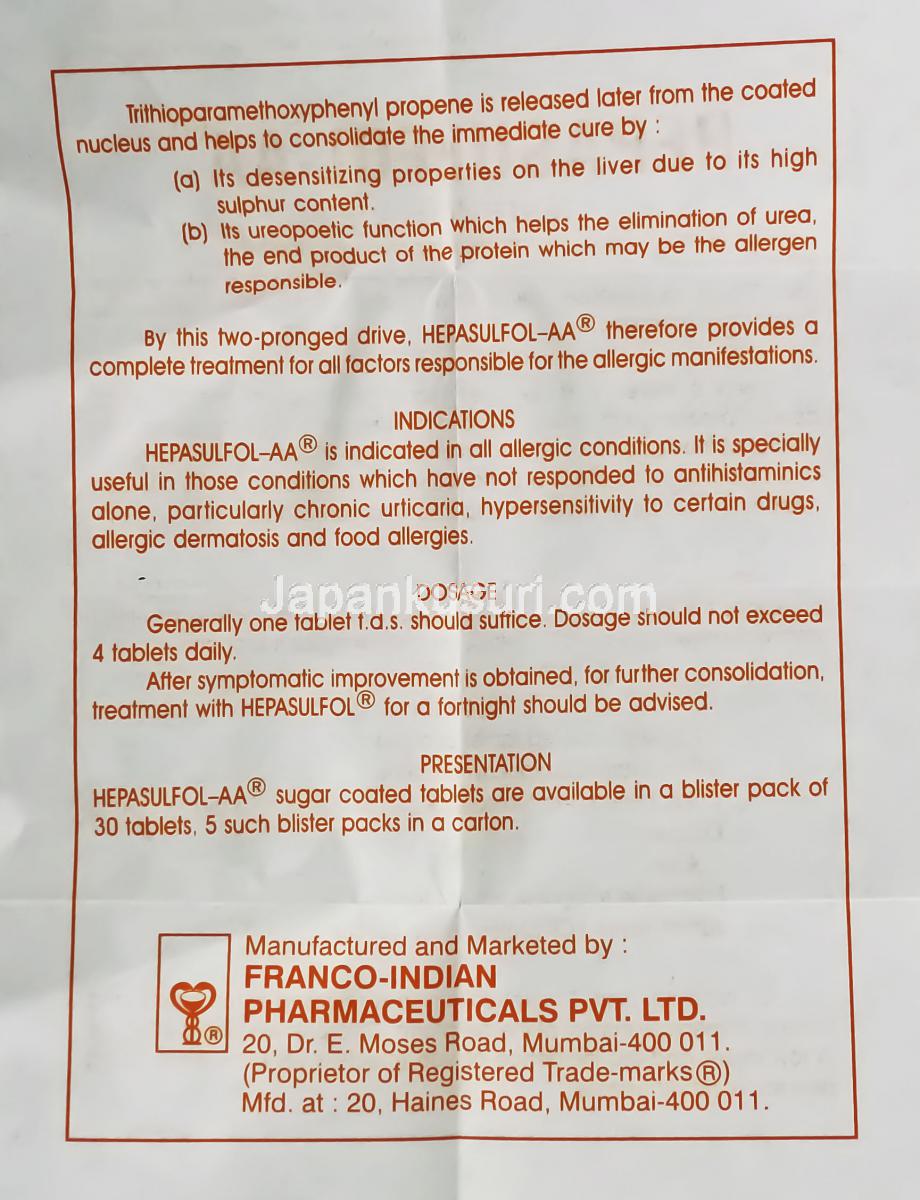 Trithioparamethoxyphenyl propene is released later from the coated
nucleus and helps to consolidate the immediate cure by :
(a) Its desensitizing properties on the liver due to its high
sulphur content.
(b) Its ureopoetic function which helps the elimination of urea,
the end product of the protein which may be the allergen
responsible.
By this two-pronged drive, HEPASULFOL–AA® therefore provides a
complete treatment for all factors responsible for the allergic manifestations.
INDICATIONS
HEPASULFOL–AA® is indicated in all allergic conditions. It is specially
useful in those conditions which have not responded to antihistaminics
alone, particularly chronic urticaria, hypersensitivity to certain drugs,
allergic dermatosis and food allergies.
DOSAGE
Japankusuri.com
Generally one tablet t.d.s. should suffice. Dosage should not exceed
4 tablets daily.
After symptomatic improvement is obtained, for further consolidation,
treatment with HEPASULFOL® for a fortnight should be advised.
PRESENTATION
HEPASULFOL–AA® sugar coated tablets are available in a blister pack of
30 tablets, 5 such blister packs in a carton.
Manufactured and Marketed by :
FRANCO-INDIAN
PHARMACEUTICALS PVT. LTD.
®
20, Dr. E. Moses Road, Mumbai-400 011.
(Proprietor of Registered Trade-marks®)
Mfd. at : 20, Haines Road, Mumbai-400 011.